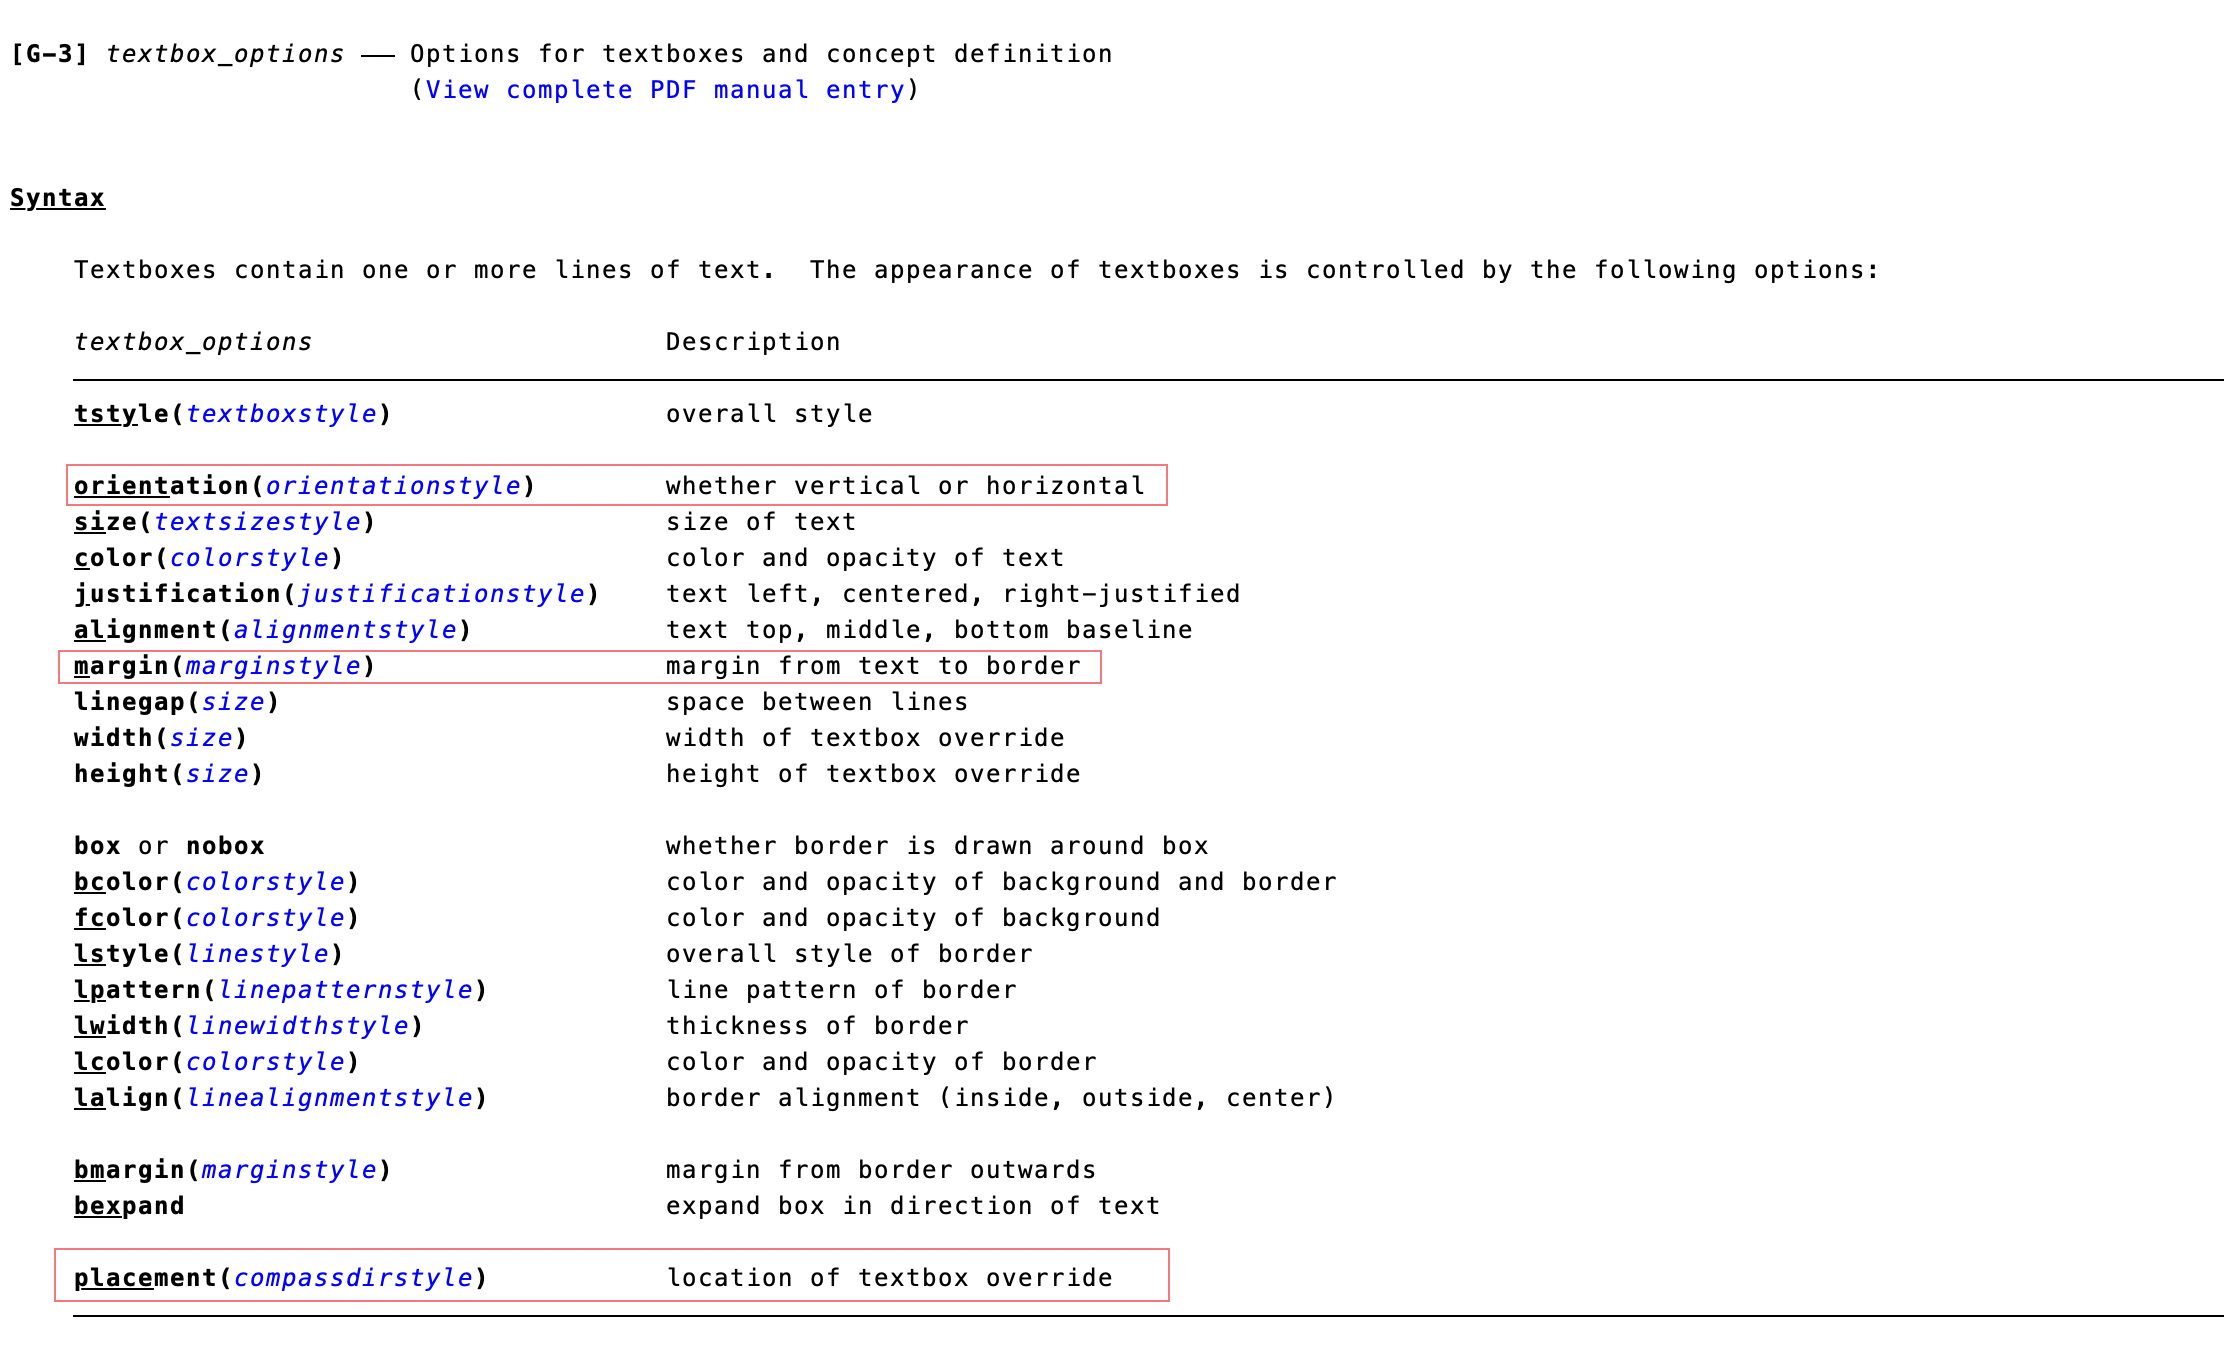 [G-3] textbox_options — Options for textboxes and concept definition
(View complete PDF manual entry)
Syntax
Textboxes contain one or more lines of text.  The appearance of textboxes is controlled by the following options:
textbox_options Description
tstyle(textboxstyle) overall style
orientation(orientationstyle) whether vertical or horizontal
size(textsizestyle) size of text
color(colorstyle) color and opacity of text
justification(justificationstyle) text left, centered, right-justified
alignment(alignmentstyle) text top, middle, bottom baseline
margin(marginstyle) margin from text to border
linegap(size) space between lines
width(size) width of textbox override
height(size) height of textbox override
box or nobox whether border is drawn around box
bcolor(colorstyle) color and opacity of background and border
fcolor(colorstyle) color and opacity of background
lstyle(linestyle) overall style of border
lpattern(linepatternstyle) line pattern of border
lwidth(linewidthstyle) thickness of border
lcolor(colorstyle) color and opacity of border
lalign(linealignmentstyle) border alignment (inside, outside, center)
bmargin(marginstyle) margin from border outwards
bexpand expand box in direction of text
placement(compassdirstyle) location of textbox override